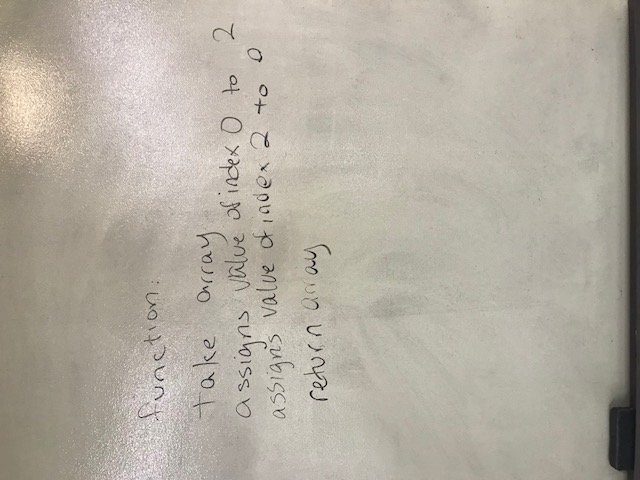 function:
take array
assigns value of index 0 to 2
assigns value of index 2 to 0
return array